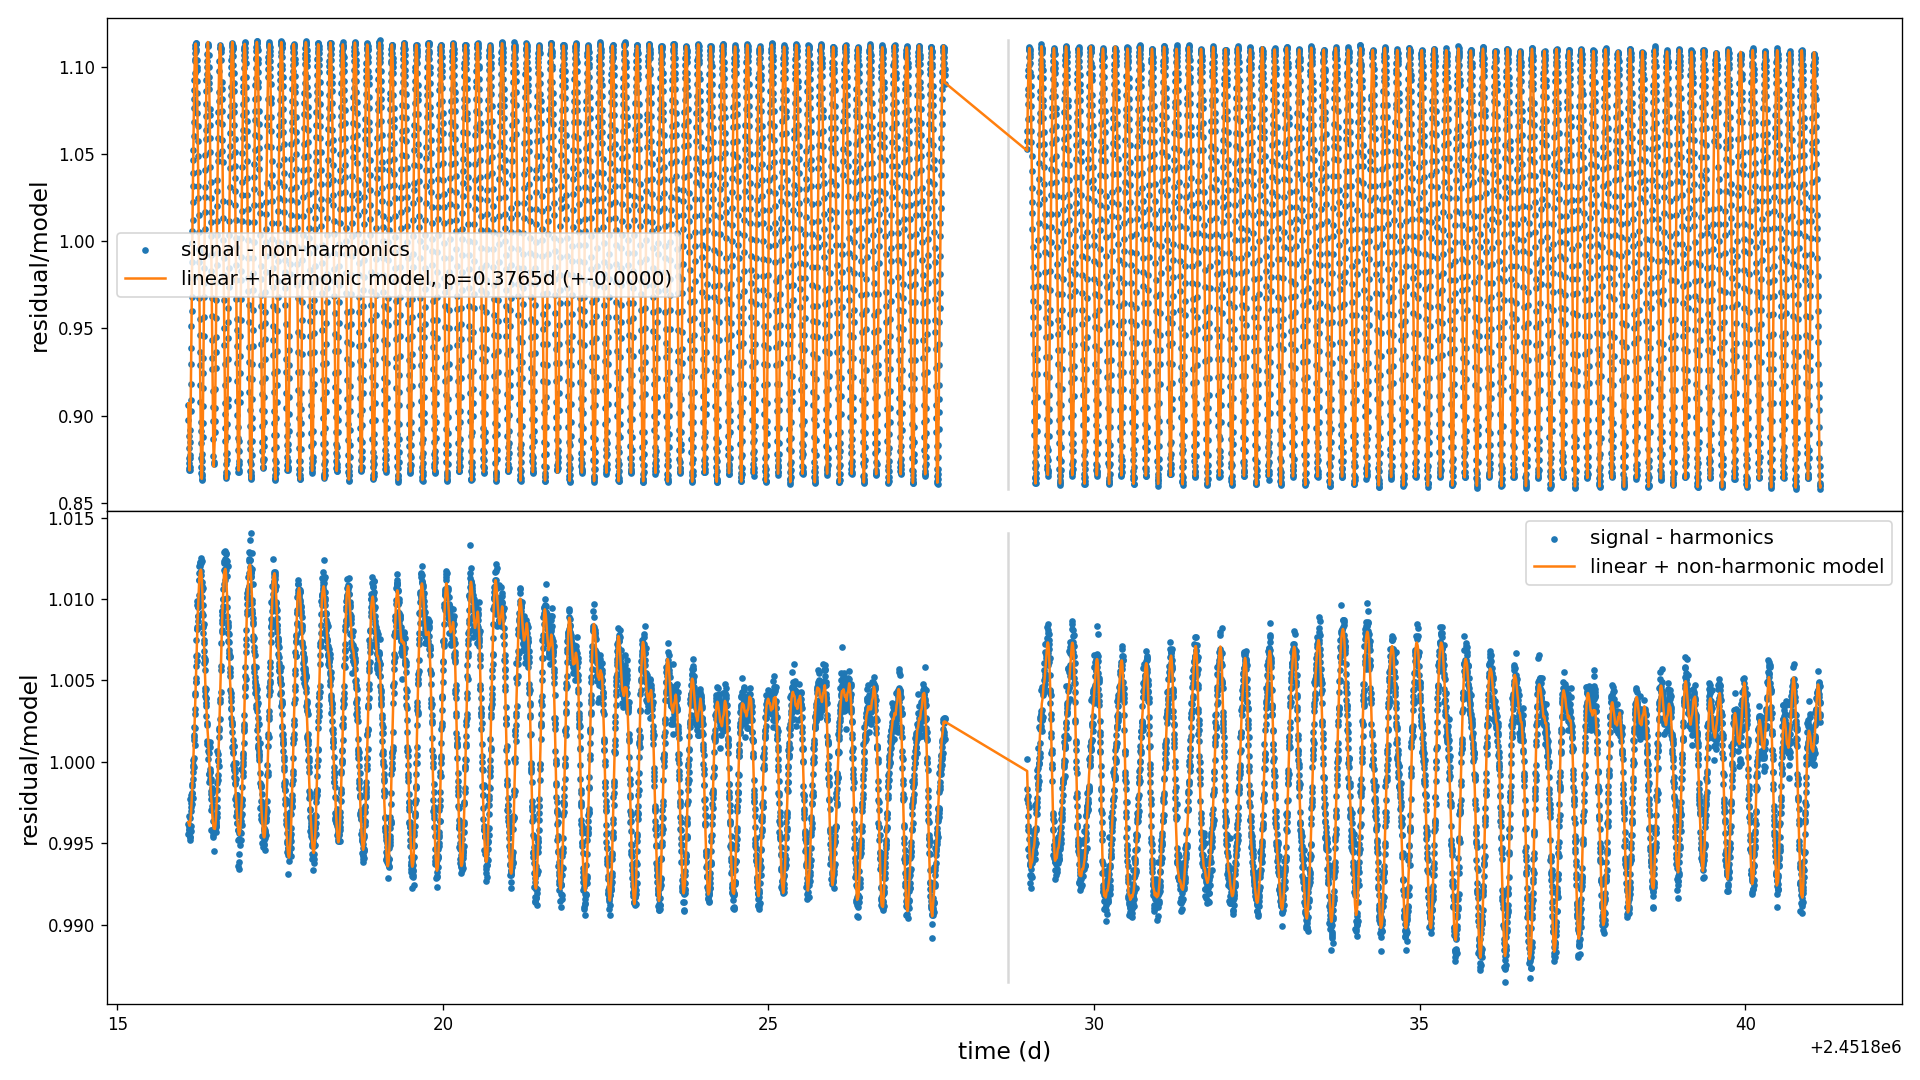 residual/model
1.10
1.05
1.00
0.95
0.90
0.85
signal - non-harmonics
linear + harmonic model, p=0.3765d (+-0.0000)
residual/model
1.015
1.010
1.005
1.000
0.995
0.990
signal - harmonics
linear + non-harmonic model
15 20 25 30 35 40
time (d)
+2.4518e6